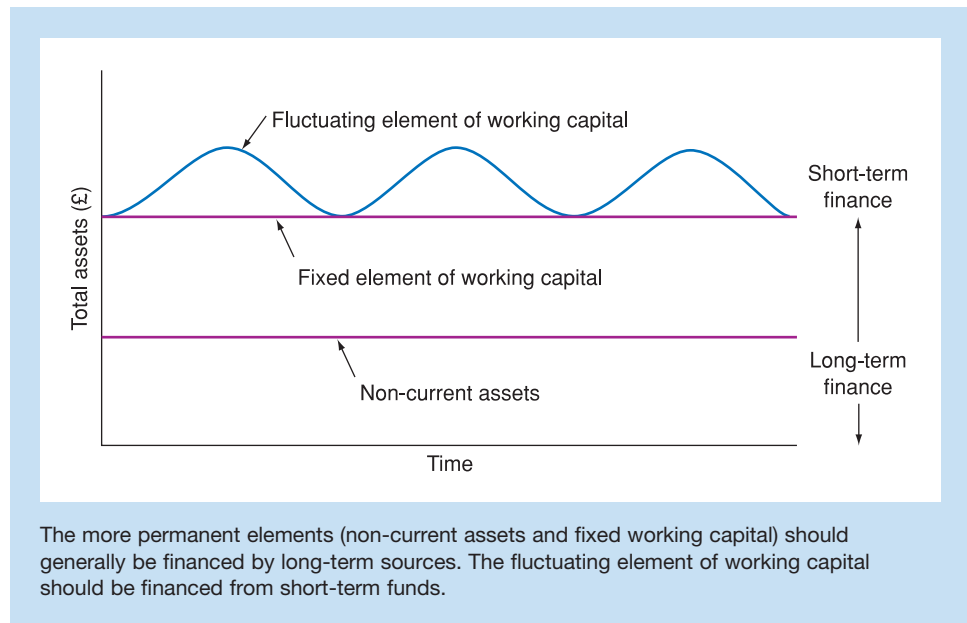 Fluctuating element of working capital
Short-term
finance
Total assets (£)
Fixed element of working capital
Long-term
finance
Non-current assets
Time
The more permanent elements (non-current assets and fixed working capital) should
generally be financed by long-term sources. The fluctuating element of working capital
should be financed from short-term funds.